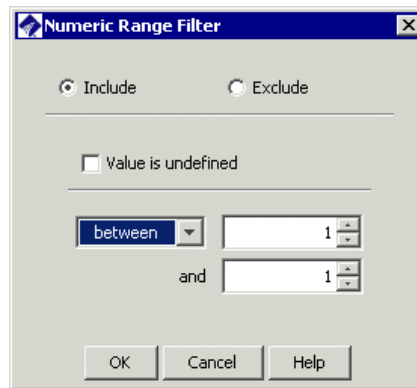 Numeric Range Filter
Include Exclude
Value is undefined
between 1
and 1
OK Cancel Help